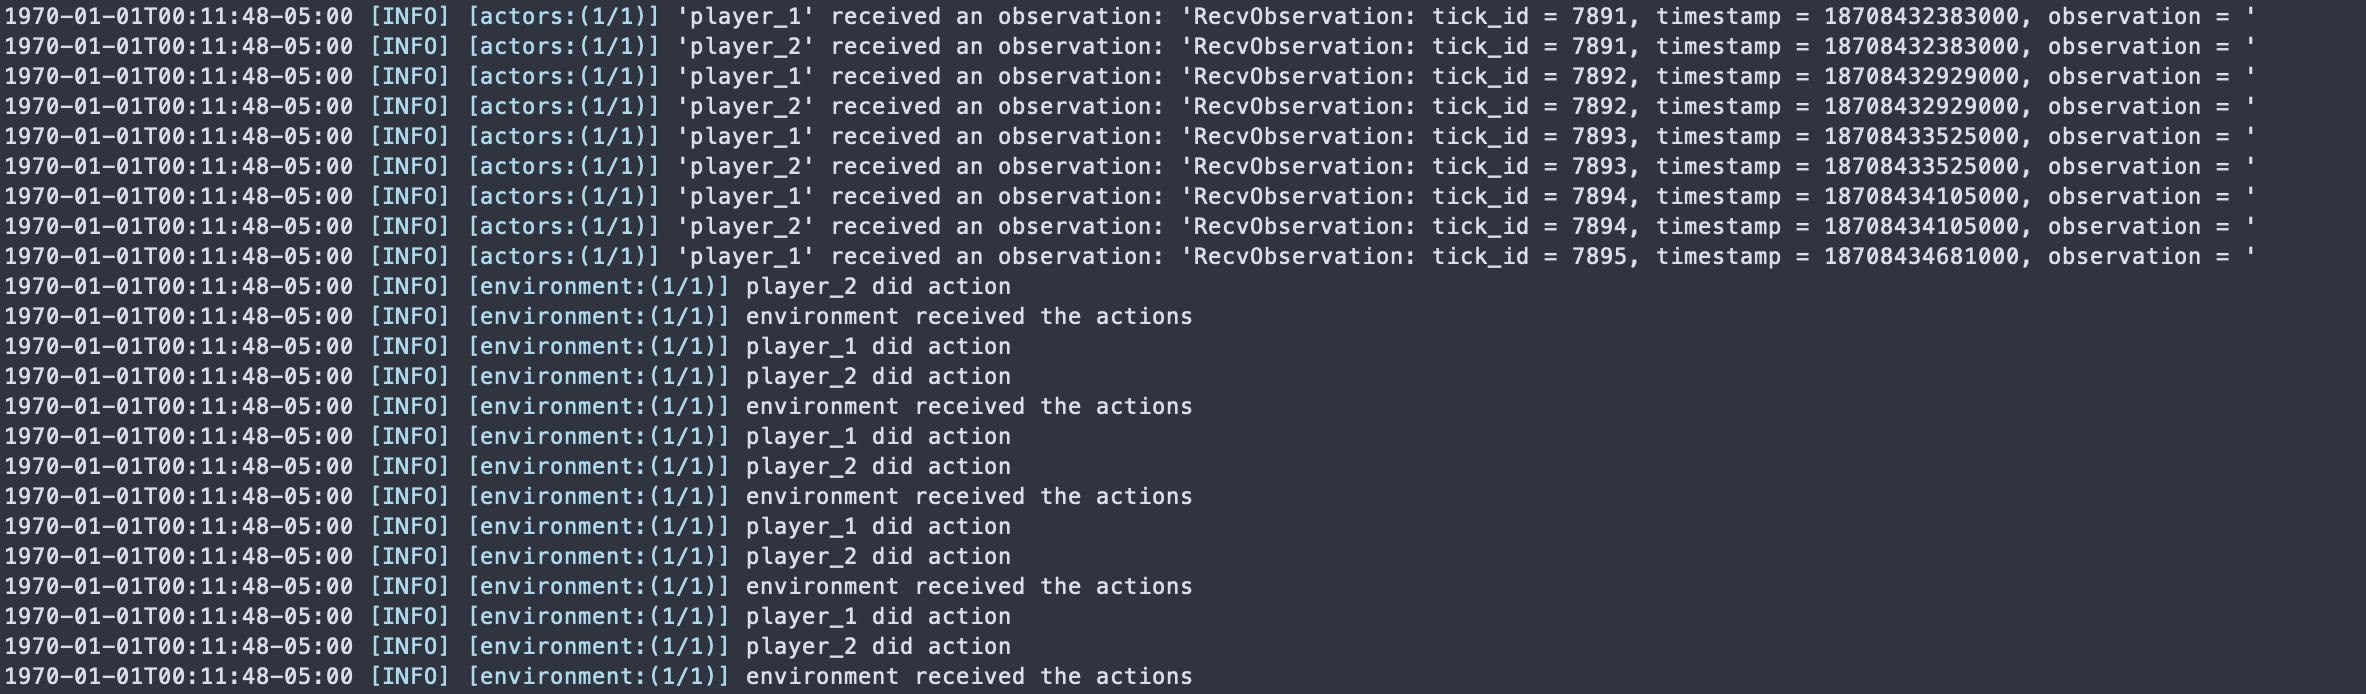 1970-01-01T00:11:48-05:00 [INFO] [actors:(1/1)] 'player_1' received an observation: 'RecvObservation: tick_id = 7891, timestamp = 18708432383000, observation = '
1970-01-01T00:11:48-05:00 [INFO] [actors:(1/1)] 'player_2' received an observation: 'RecvObservation: tick_id = 7891, timestamp = 18708432383000, observation = '
1970-01-01T00:11:48-05:00 [INFO] [actors:(1/1)] 'player_1' received an observation: 'RecvObservation: tick_id = 7892, timestamp = 18708432929000, observation = '
1970-01-01T00:11:48-05:00 [INFO] [actors:(1/1)] 'player_2' received an observation: 'RecvObservation: tick_id = 7892, timestamp = 18708432929000, observation = '
1970-01-01T00:11:48-05:00 [INFO] [actors:(1/1)] 'player_1' received an observation: 'RecvObservation: tick_id = 7893, timestamp = 18708433525000, observation = '
1970-01-01T00:11:48-05:00 [INFO] [actors:(1/1)] 'player_2' received an observation: 'RecvObservation: tick_id = 7893, timestamp = 18708433525000, observation = '
1970-01-01T00:11:48-05:00 [INFO] [actors:(1/1)] 'player_1' received an observation: 'RecvObservation: tick_id = 7894, timestamp = 18708434105000, observation = '
1970-01-01T00:11:48-05:00 [INFO] [actors:(1/1)] 'player_2' received an observation: 'RecvObservation: tick_id = 7894, timestamp = 18708434105000, observation = '
1970-01-01T00:11:48-05:00 [INFO] [actors:(1/1)] 'player_1' received an observation: 'RecvObservation: tick_id = 7895, timestamp = 18708434681000, observation = '
1970-01-01T00:11:48-05:00 [INFO] [environment:(1/1)] player_2 did action
1970-01-01T00:11:48-05:00 [INFO] [environment:(1/1)] environment received the actions
1970-01-01T00:11:48-05:00 [INFO] [environment:(1/1)] player_1 did action
1970-01-01T00:11:48-05:00 [INFO] [environment:(1/1)] player_2 did action
1970-01-01T00:11:48-05:00 [INFO] [environment:(1/1)] environment received the actions
1970-01-01T00:11:48-05:00 [INFO] [environment:(1/1)] player_1 did action
1970-01-01T00:11:48-05:00 [INFO] [environment:(1/1)] player_2 did action
1970-01-01T00:11:48-05:00 [INFO] [environment:(1/1)] environment received the actions
1970-01-01T00:11:48-05:00 [INFO] [environment:(1/1)] player_1 did action
1970-01-01T00:11:48-05:00 [INFO] [environment:(1/1)] player_2 did action
1970-01-01T00:11:48-05:00 [INFO] [environment:(1/1)] environment received the actions
1970-01-01T00:11:48-05:00 [INFO] [environment:(1/1)] player_1 did action
1970-01-01T00:11:48-05:00 [INFO] [environment:(1/1)] player_2 did action
1970-01-01T00:11:48-05:00 [INFO] [environment:(1/1)] environment received the actions